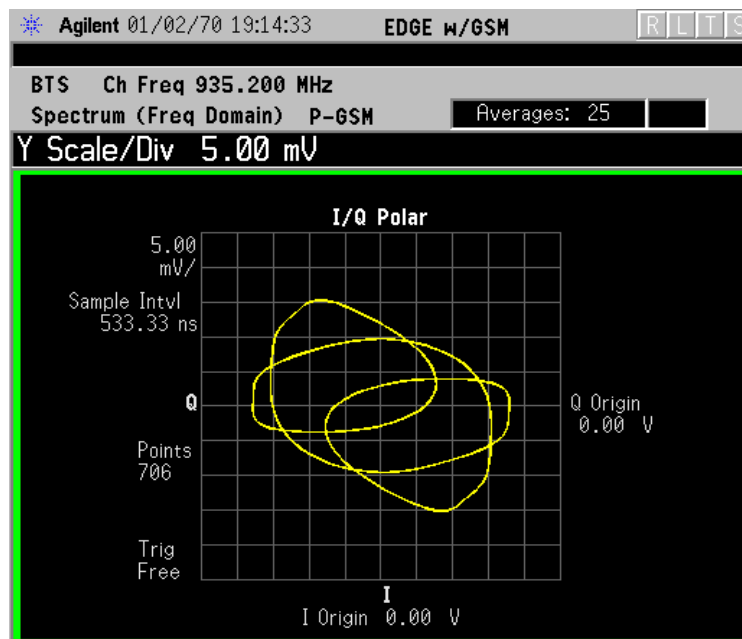 Agilent 01/02/70 19:14:33 EDGE w/GSM R L T S
BTS Ch Freq 935.200 MHz
Spectrum (Freq Domain) P-GSM Averages: 25
Y Scale/Div 5.00 mV
I/Q Polar
5.00
mV/
Sample Intvl
533.33 ns
Q
Q Origin
0.00 V
Points
706
Trig
Free
I
I Origin 0.00 V